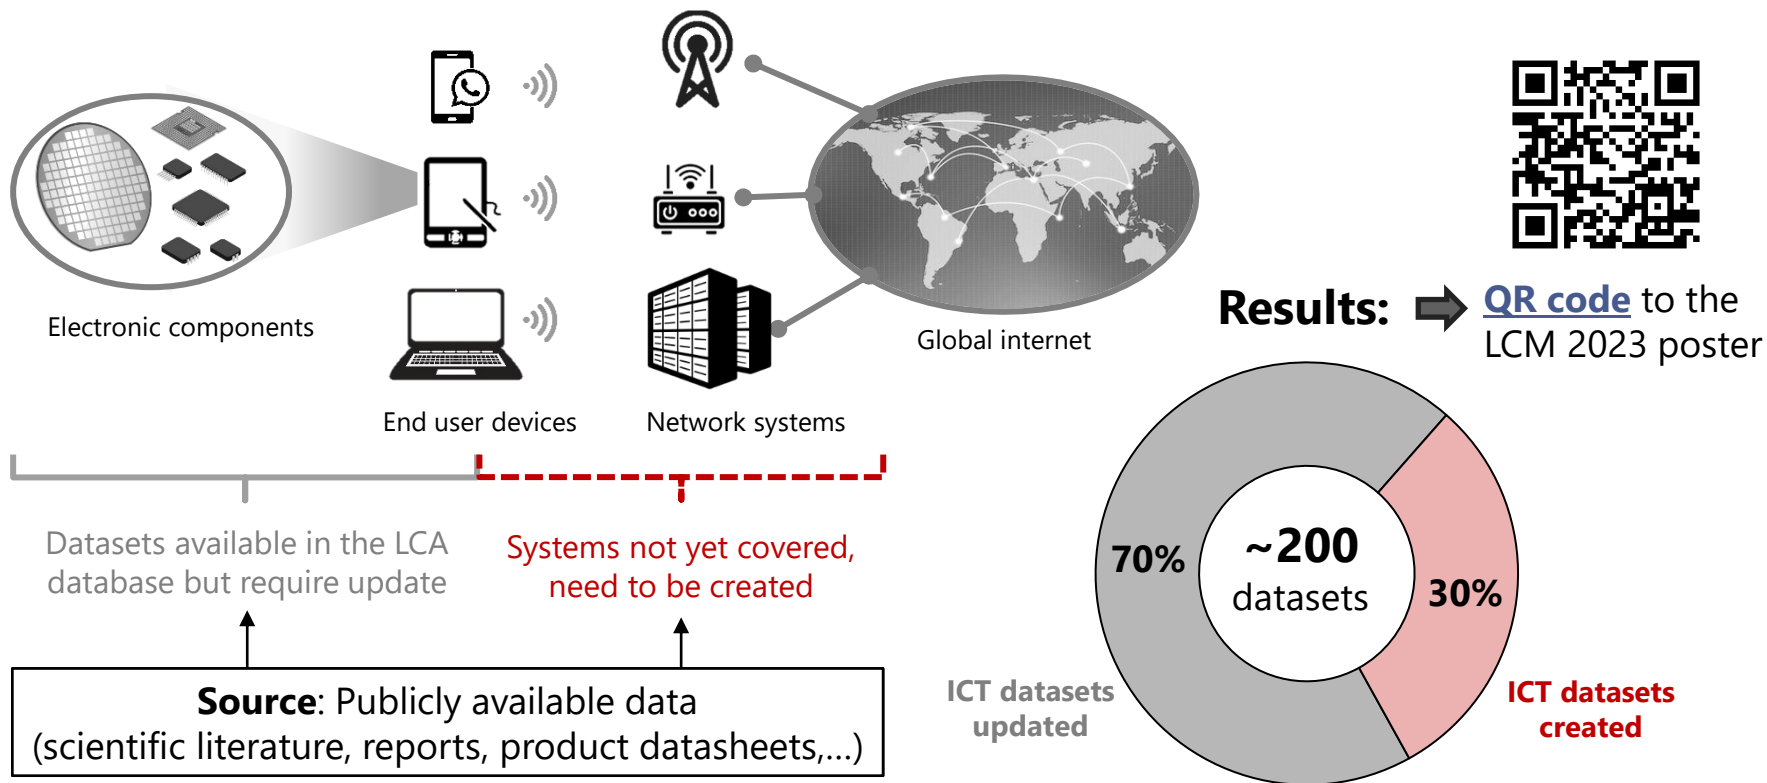 Electronic components
End user devices
Network systems
Global internet
Datasets available in the LCA
database but require update
Systems not yet covered,
need to be created
Source: Publicly available data
(scientific literature, reports, product datasheets,...)
Results:
QR code to the
LCM 2023 poster
70%
~200
datasets
30%
ICT datasets
updated
ICT datasets
created